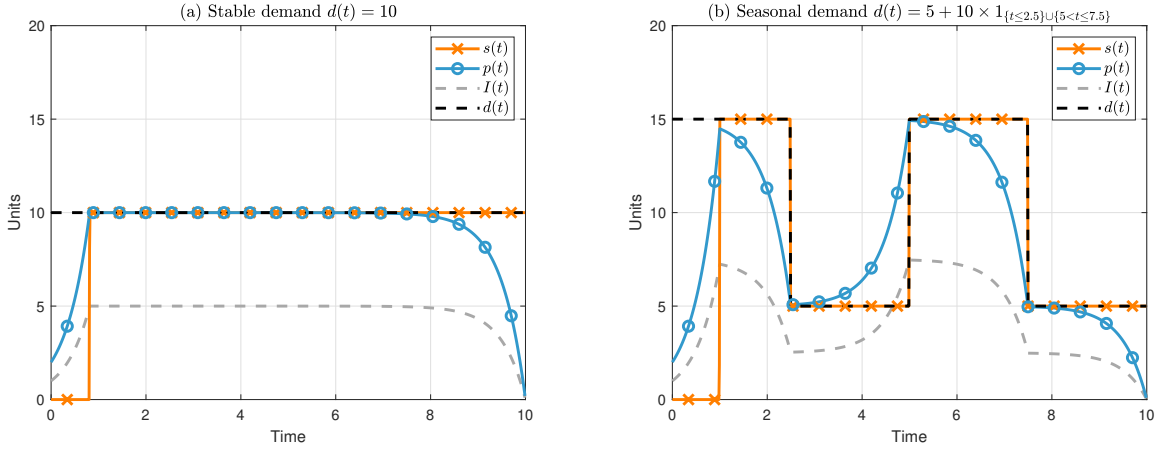 (a) Stable demand d(t) = 10
20
15
10
5
0
Units
0 2 4 6 8 10
Time
s(t)
p(t)
I(t)
d(t)
(b) Seasonal demand d(t) = 5 + 10 × 1_{{t≤2.5}∪{5<t≤7.5}}
20
15
10
5
0
Units
0 2 4 6 8 10
Time
s(t)
p(t)
I(t)
d(t)